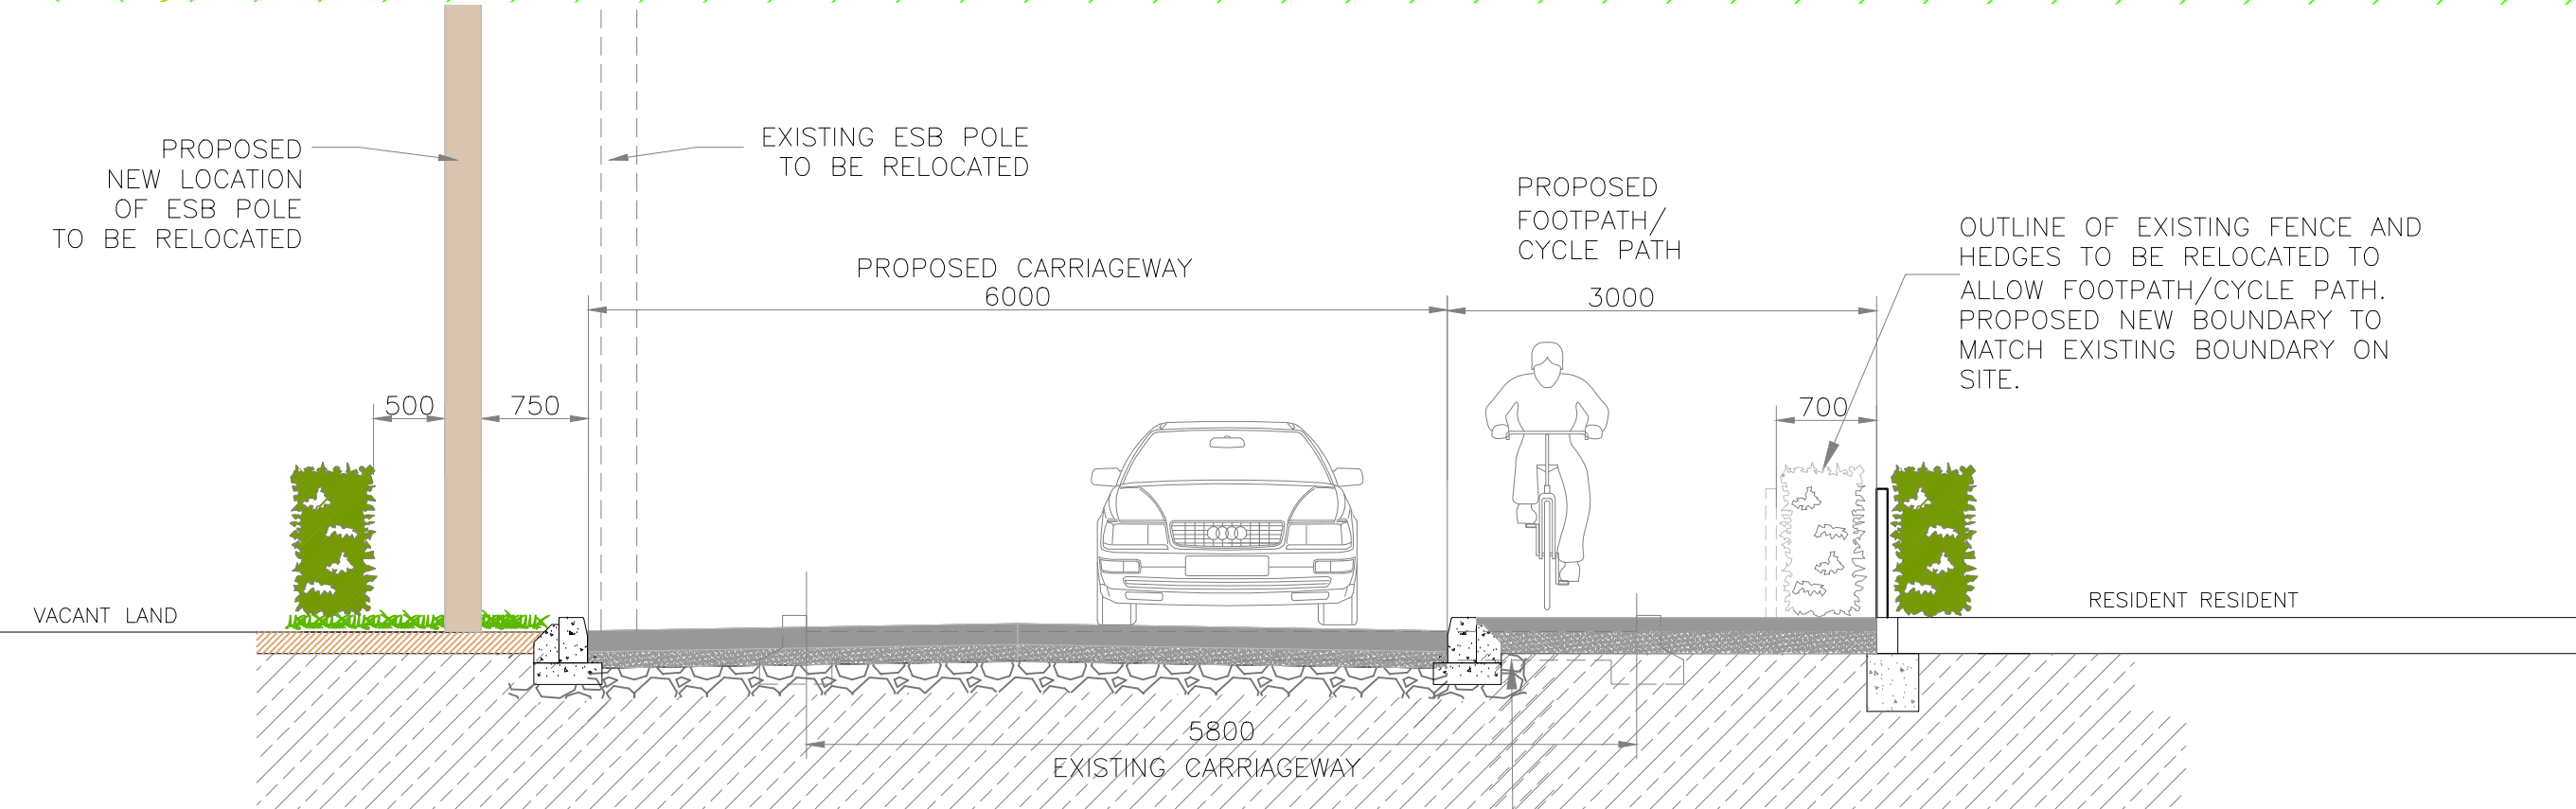 PROPOSED
NEW LOCATION
OF ESB POLE
TO BE RELOCATED
EXISTING ESB POLE
TO BE RELOCATED
PROPOSED CARRIAGEWAY
6000
PROPOSED
FOOTPATH/
CYCLE PATH
3000
OUTLINE OF EXISTING FENCE AND
HEDGES TO BE RELOCATED TO
ALLOW FOOTPATH/CYCLE PATH.
PROPOSED NEW BOUNDARY TO
MATCH EXISTING BOUNDARY ON
SITE.
500
750
700
VACANT LAND
RESIDENT RESIDENT
5800
EXISTING CARRIAGEWAY